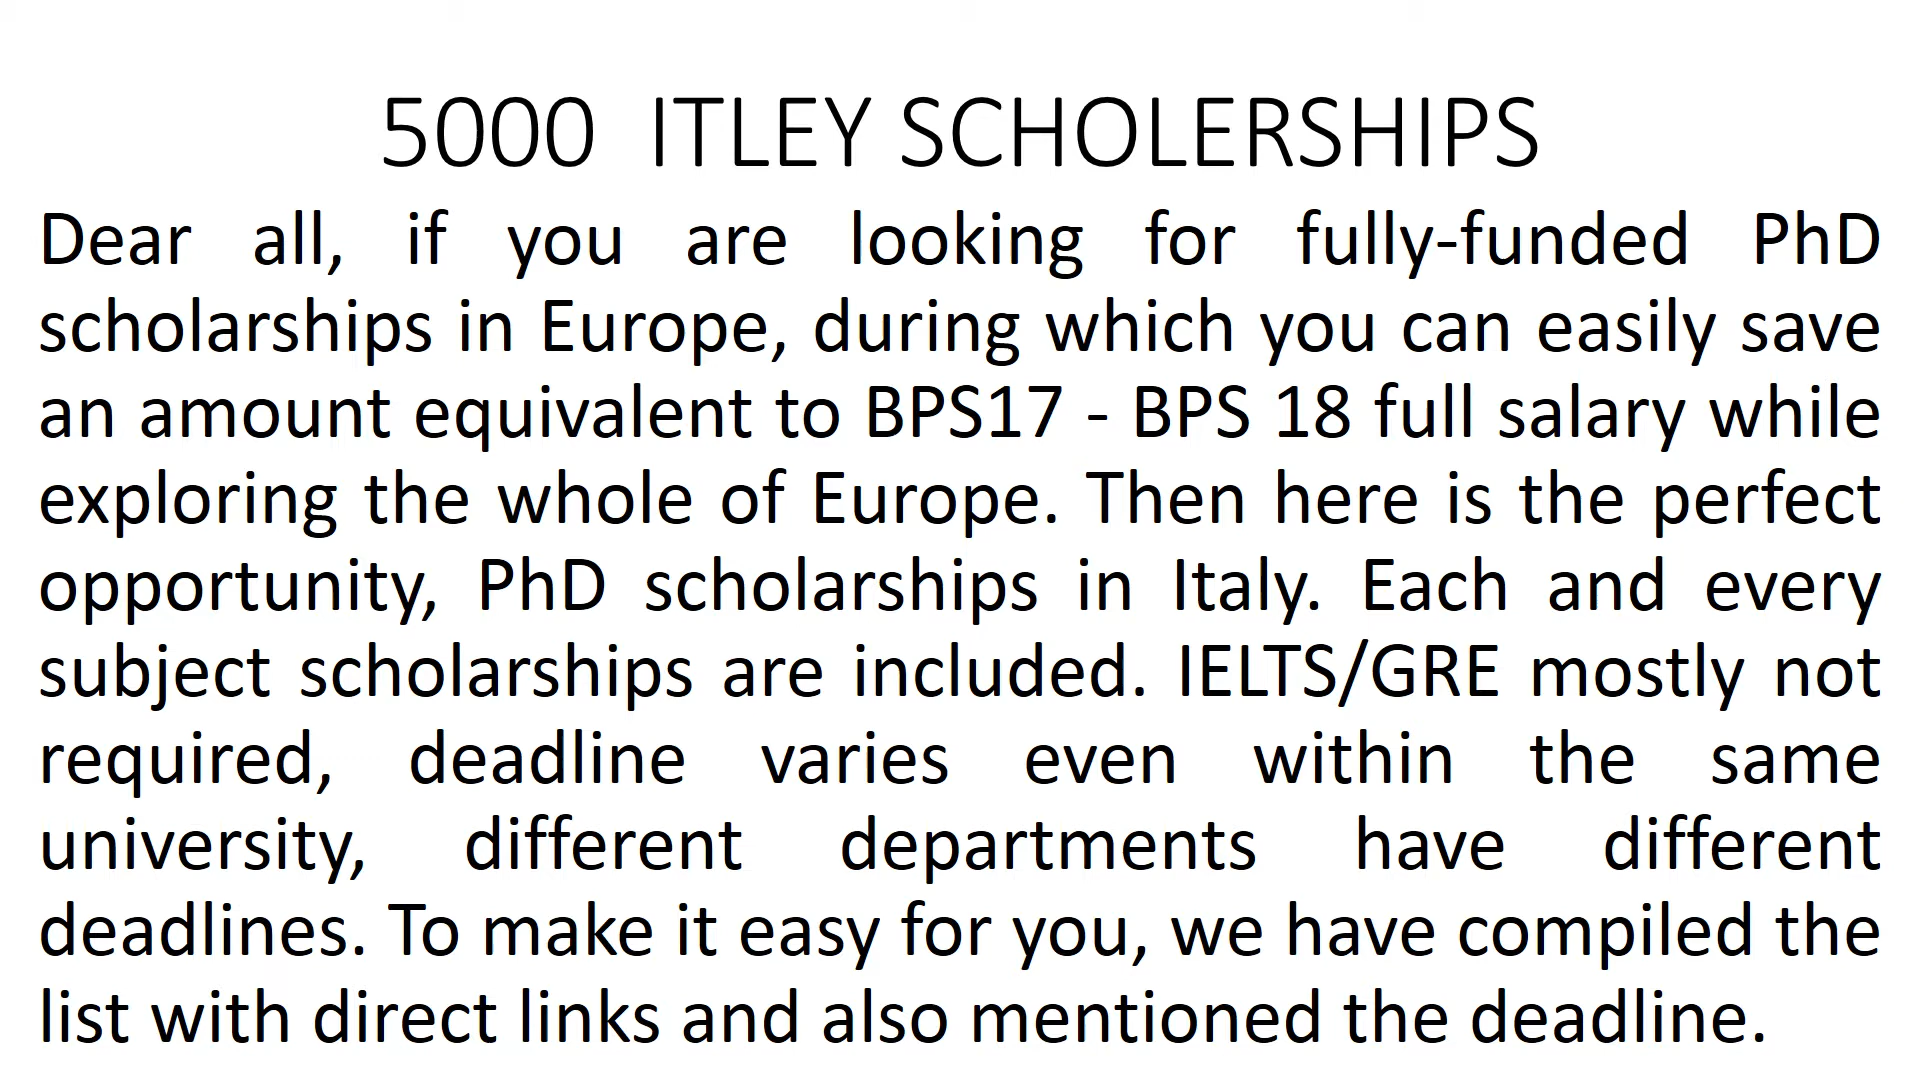 5000 ITLEY SCHOLERSHIPS
Dear all, if you are looking for fully-funded PhD
scholarships in Europe, during which you can easily save
an amount equivalent to BPS17 - BPS 18 full salary while
exploring the whole of Europe. Then here is the perfect
opportunity, PhD scholarships in Italy. Each and every
subject scholarships are included. IELTS/GRE mostly not
required, deadline varies even within the same
university, different departments have different
deadlines. To make it easy for you, we have compiled the
list with direct links and also mentioned the deadline.